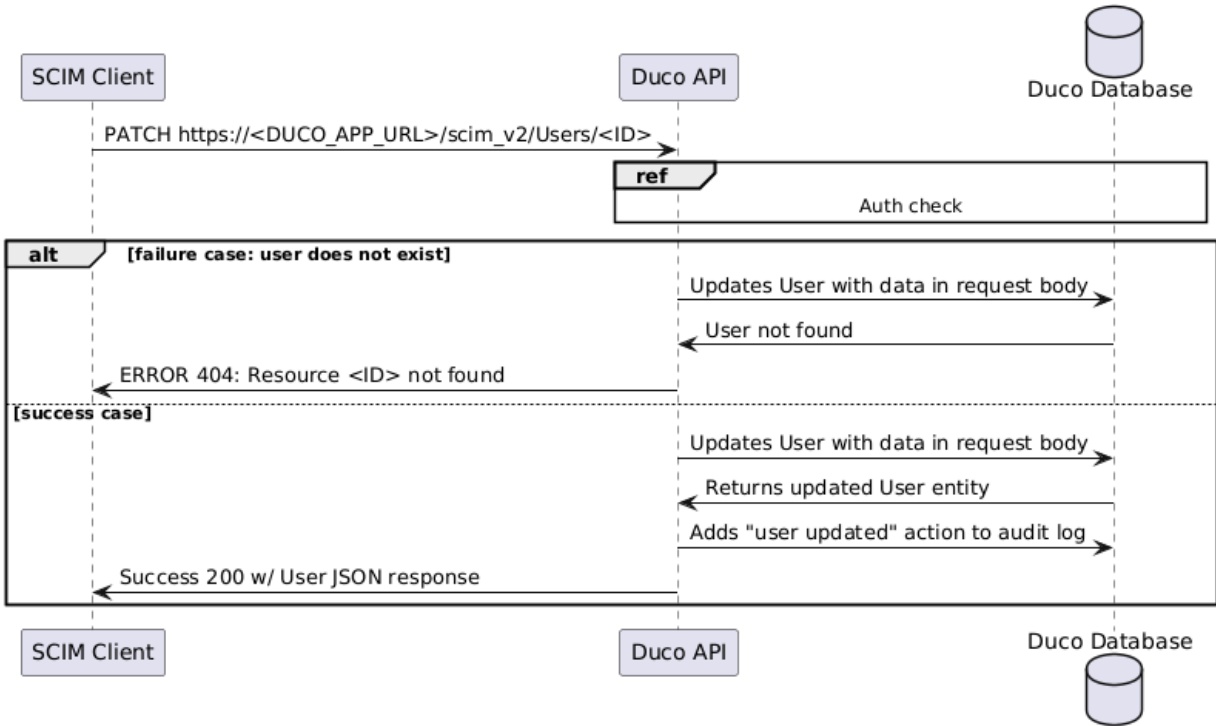 SCIM Client
Duco API
Duco Database
PATCH https://<DUCO_APP_URL>/scim_v2/Users/<ID>
ref
Auth check
alt
[failure case: user does not exist]
Updates User with data in request body
User not found
ERROR 404: Resource <ID> not found
[success case]
Updates User with data in request body
Returns updated User entity
Adds "user updated" action to audit log
Success 200 w/ User JSON response
SCIM Client
Duco API
Duco Database